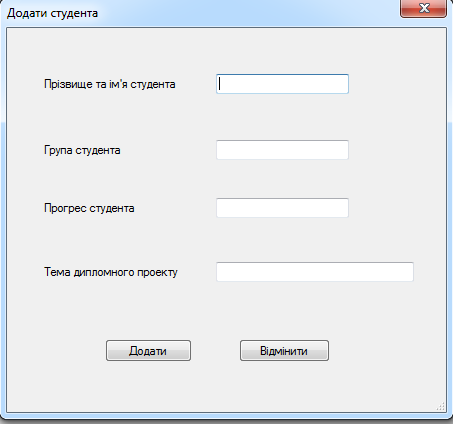 Додати студента
Прізвище та ім'я студента
Група студента
Прогрес студента
Тема дипломного проекту
Додати Відмінити